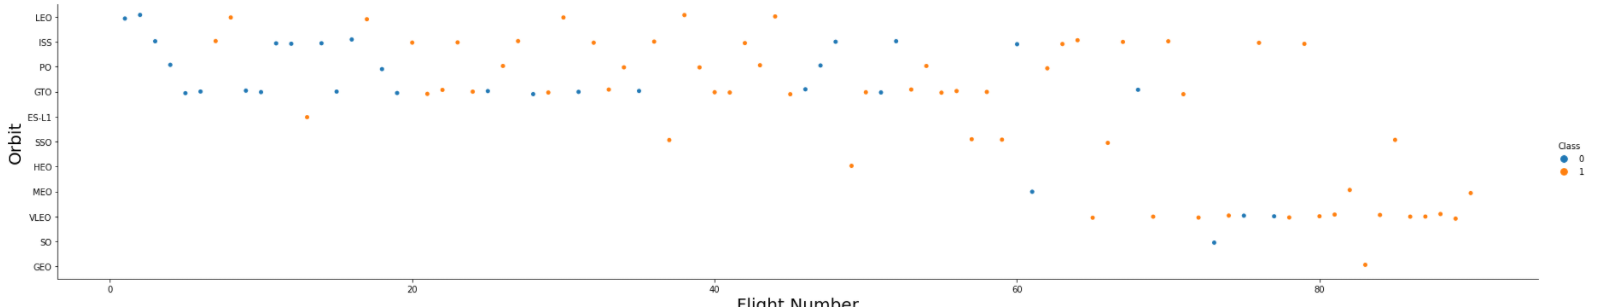 LEO
ISS
PO
GTO
ES-L1
SSO
HEO
MEO
VLEO
SO
GEO
Orbit
0 20 40 60 80
Flight Number
Class
0
1